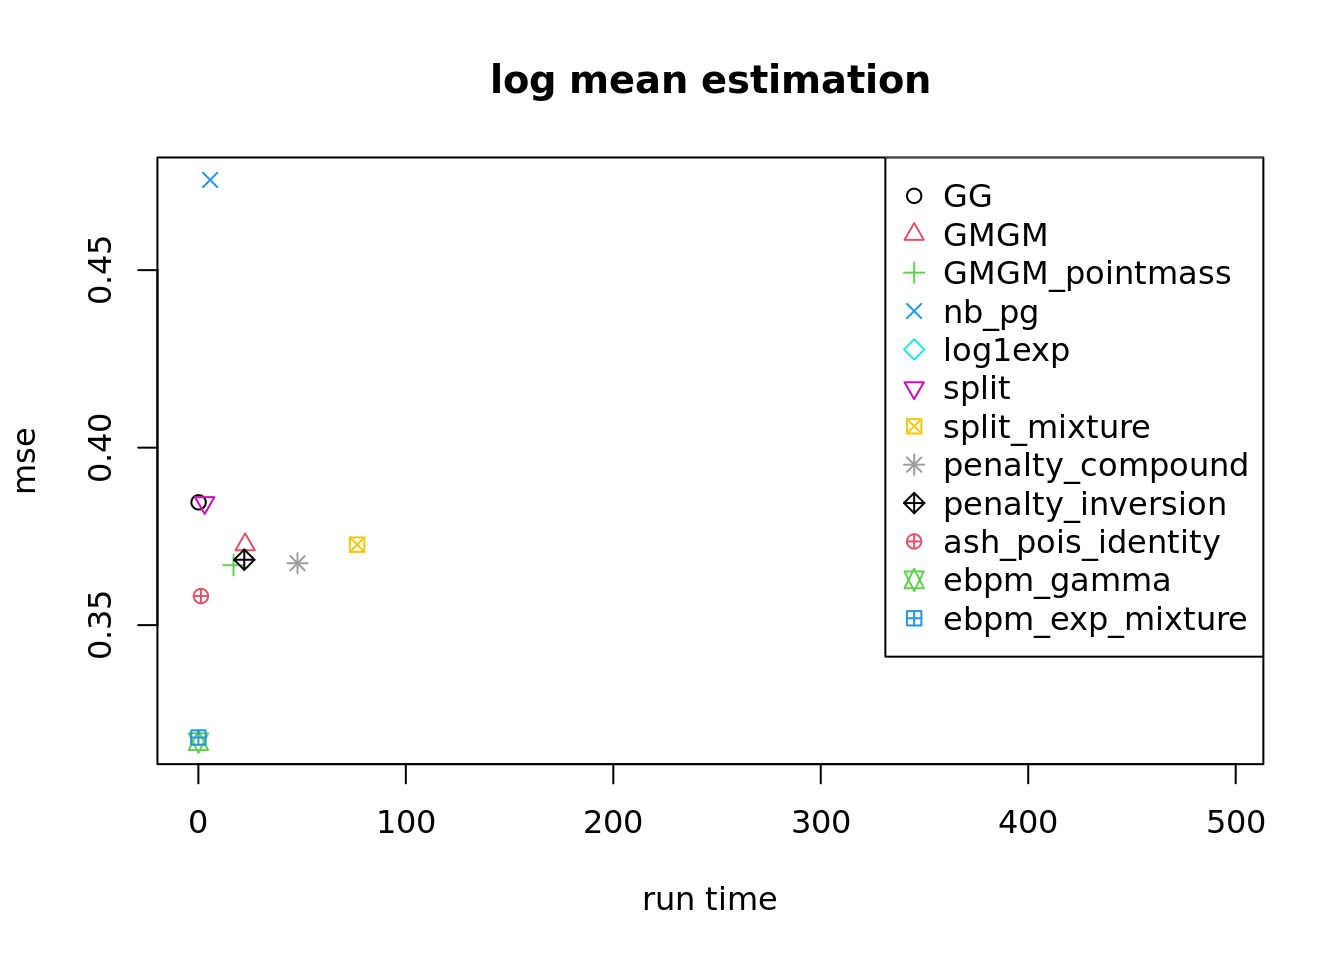 log mean estimation
mse
0.45
0.40
0.35
GG
GMGM
GMGM_pointmass
nb_pg
log1exp
split
split_mixture
penalty_compound
penalty_inversion
ash_pois_identity
ebpm_gamma
ebpm_exp_mixture
0 100 200 300 400 500
run time